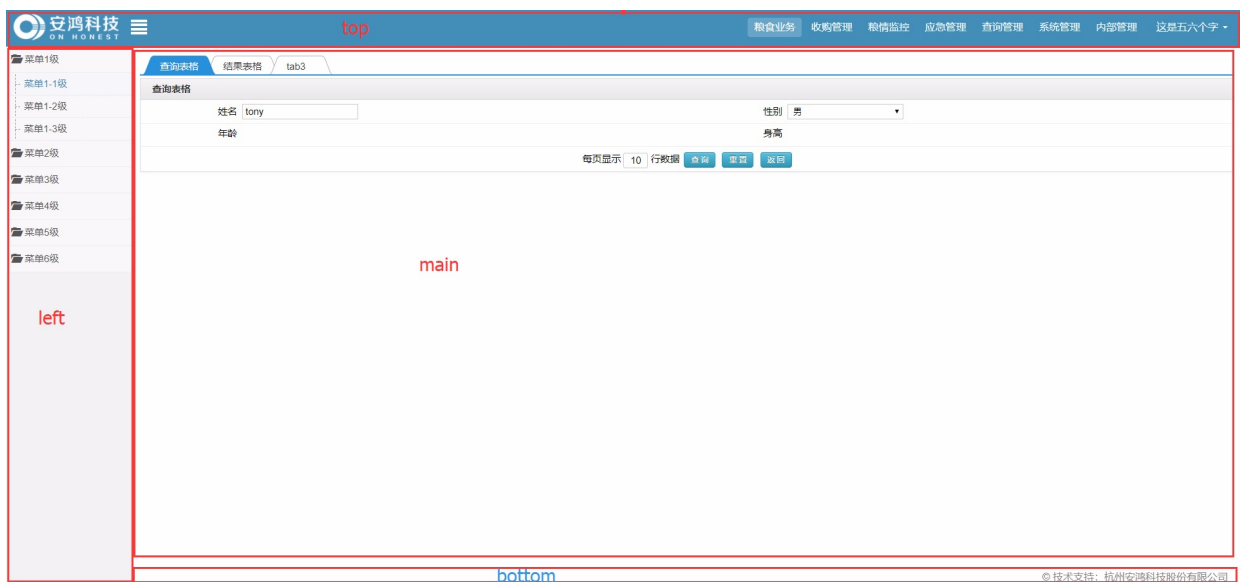 安鸿科技
ON HONEST
top
粮食业务 收购管理 粮情监控 应急管理 查询管理 系统管理 内部管理 这是五六个字
菜单1级
菜单1-1级
菜单1-2级
菜单1-3级
菜单2级
菜单3级
菜单4级
菜单5级
菜单6级
left
查询表格 结果表格 tab3
查询表格
姓名 tony 性别 男
年龄 身高
每页显示 10 行数据 查询 重置 返回
main
bottom
©技术支持：杭州安鸿科技股份有限公司